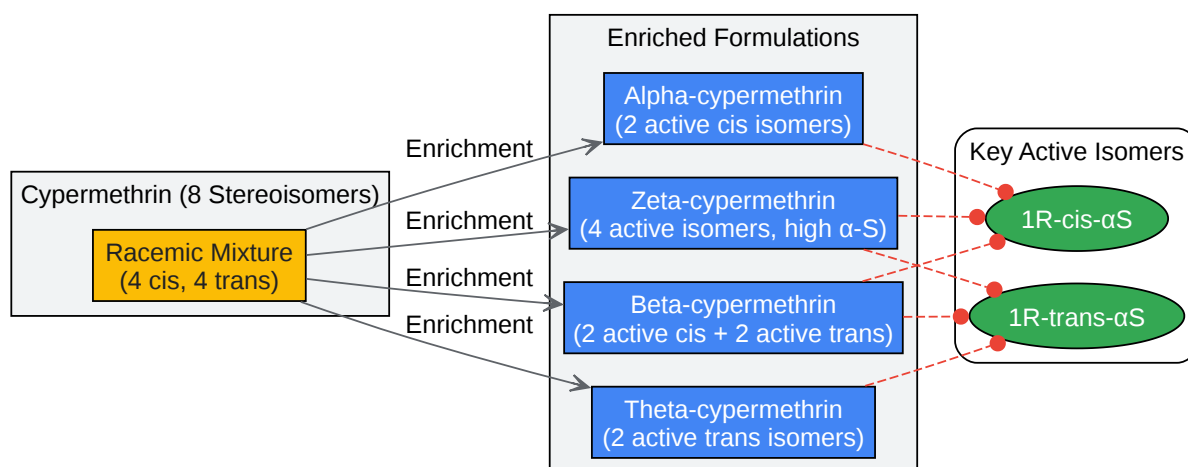 Enriched Formulations
Alpha-cypermethrin
(2 active cis isomers)
Enrichment
Key Active Isomers
Cypermethrin (8 Stereoisomers)
Zeta-cypermethrin
(4 active isomers, high α-S)
Enrichment
1R-cis-αS
Racemic Mixture
(4 cis, 4 trans)
Enrichment
Beta-cypermethrin
(2 active cis + 2 active trans)
Enrichment
1R-trans-αS
Theta-cypermethrin
(2 active trans isomers)